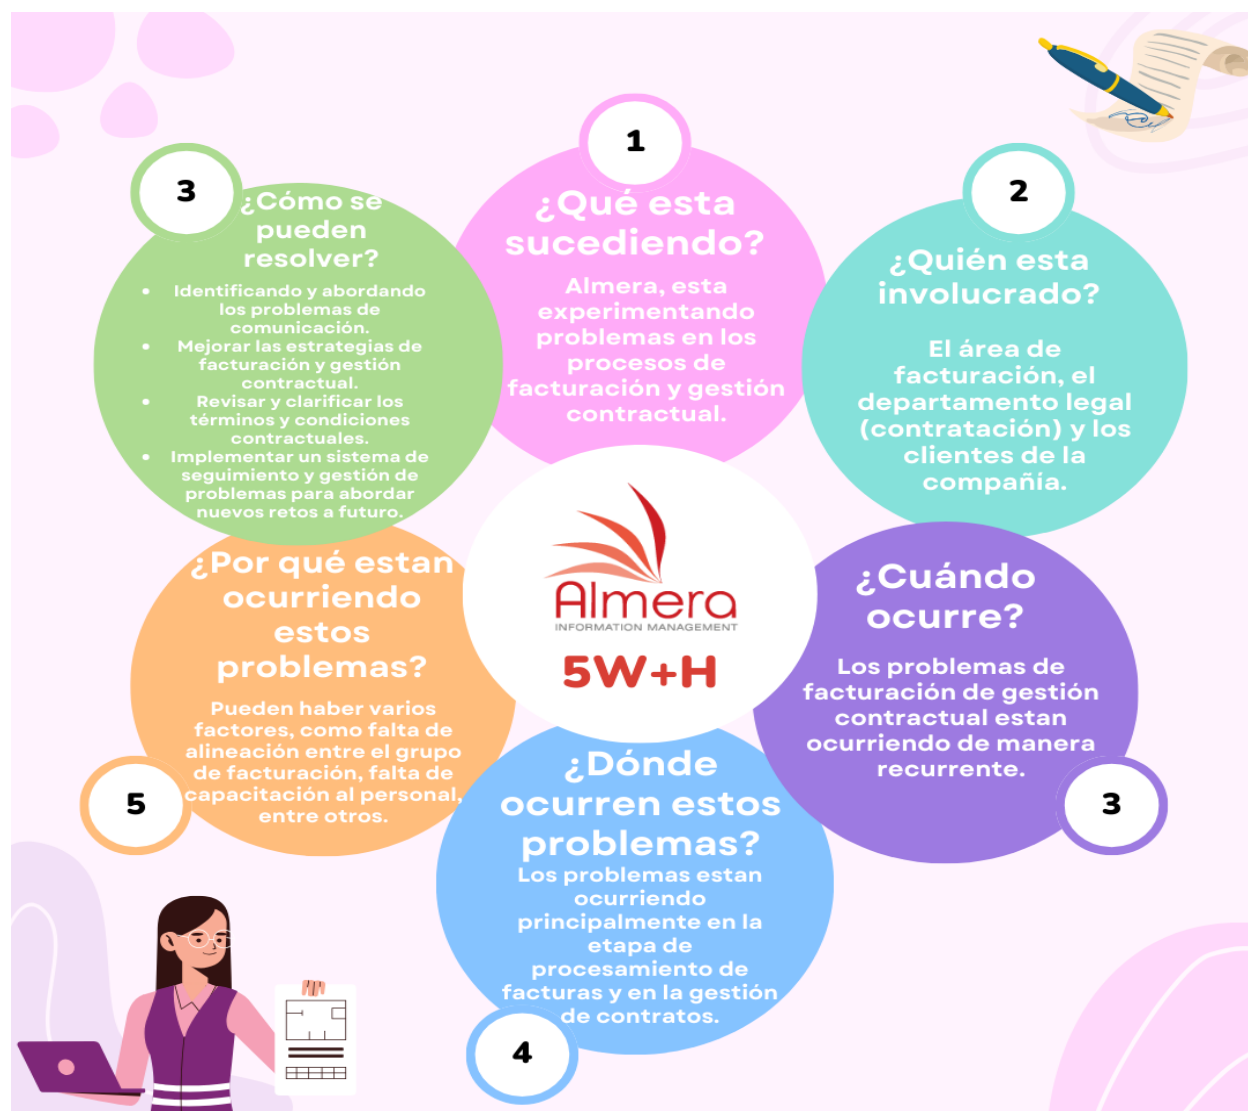 1
¿Qué esta
sucediendo?
Almera, esta
experimentando
problemas en los
procesos de
facturación y gestión
contractual.
2
¿Quién esta
involucrado?
El área de
facturación, el
departamento legal
(contratación) y los
clientes de la
compañía.
¿Cuándo
ocurre?
Los problemas de
facturación de gestión
contractual estan
ocurriendo de manera
recurrente.
3
¿Dónde
ocurren estos
problemas?
Los problemas estan
ocurriendo
principalmente en la
etapa de
procesamiento de
facturas y en la gestión
de contratos.
4
¿Por qué estan
ocurriendo
estos
problemas?
Pueden haber varios
factores, como falta de
alineación entre el grupo
de facturación, falta de
capacitación al personal,
entre otros.
5
3
¿Cómo se
pueden
resolver?
• Identificando y abordando
los problemas de
comunicación.
• Mejorar las estrategias de
facturación y gestión
contractual.
• Revisar y clarificar los
términos y condiciones
contractuales.
• Implementar un sistema de
seguimiento y gestión de
problemas para abordar
nuevos retos a futuro.
Almera
INFORMATION MANAGEMENT
5W+H